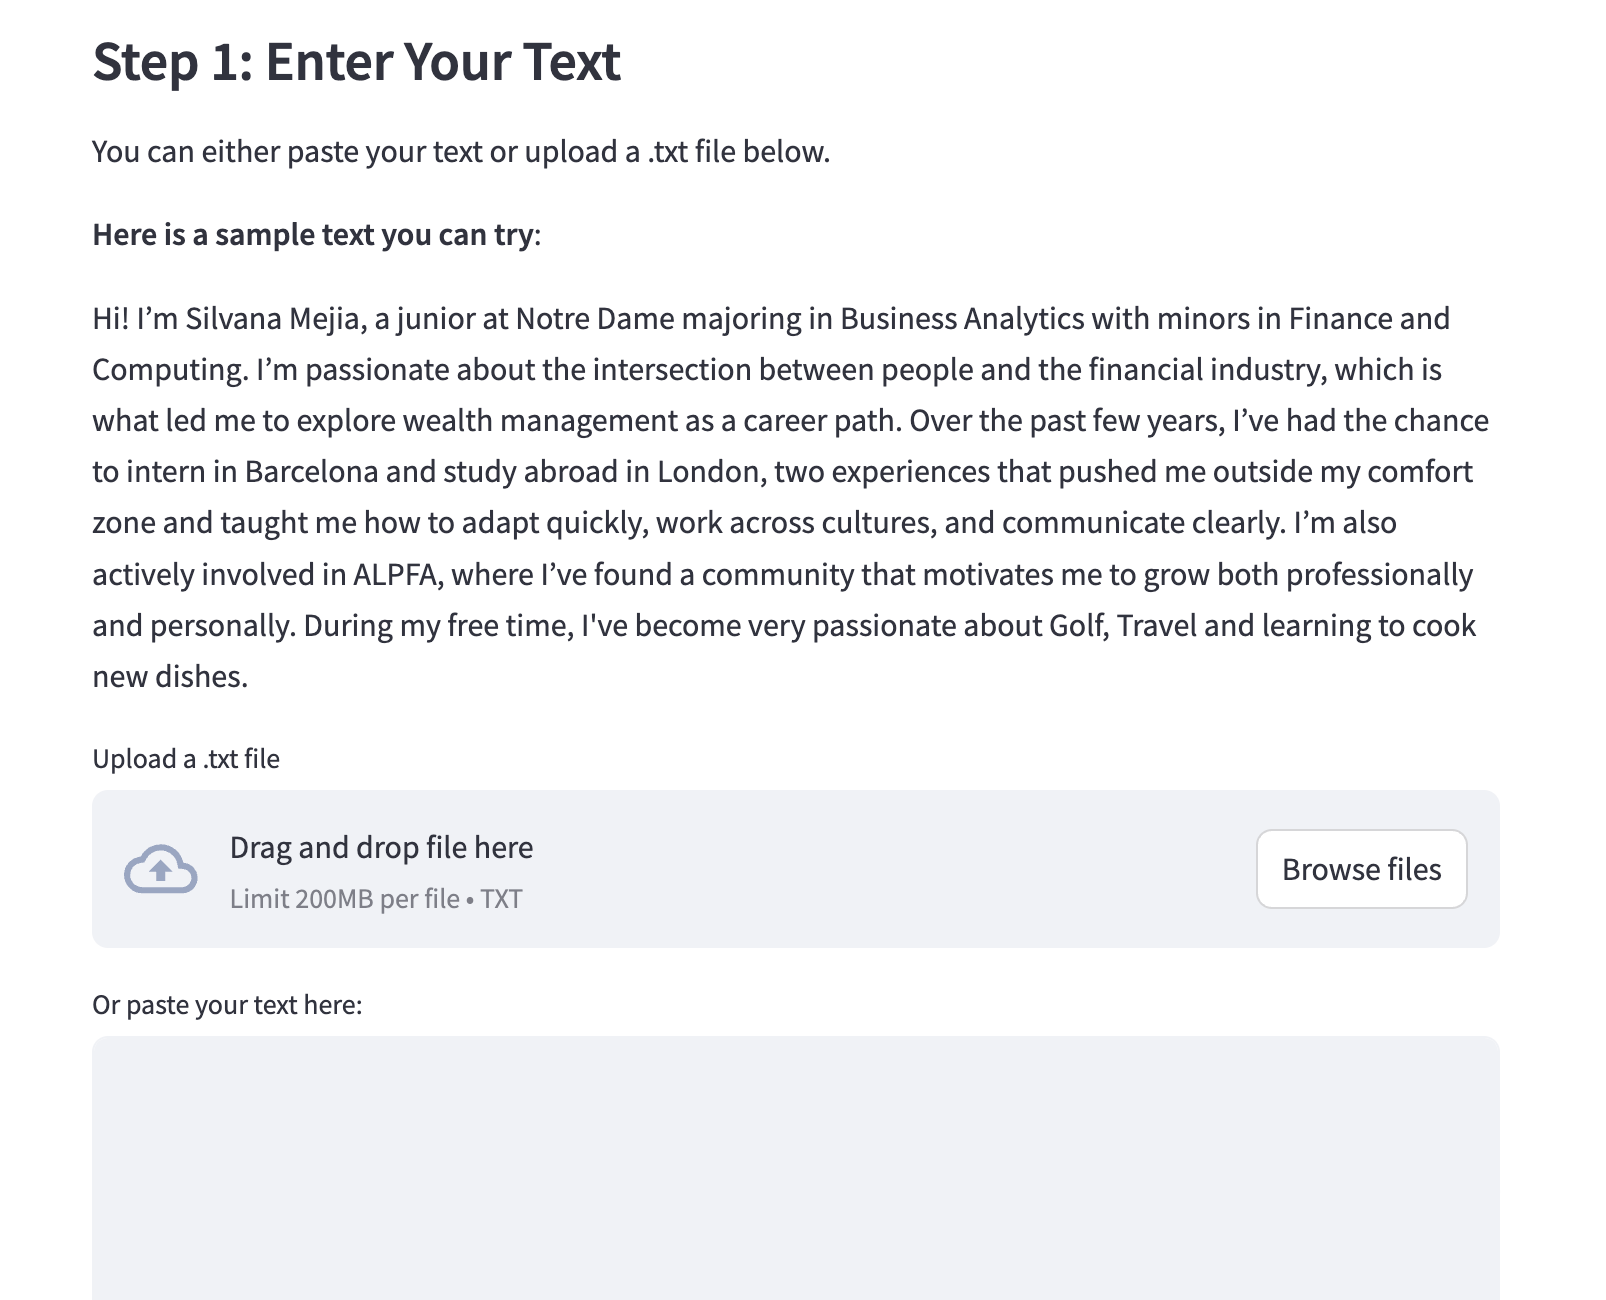 Step 1: Enter Your Text
You can either paste your text or upload a .txt file below.
Here is a sample text you can try:
Hi! I’m Silvana Mejia, a junior at Notre Dame majoring in Business Analytics with minors in Finance and
Computing. I’m passionate about the intersection between people and the financial industry, which is
what led me to explore wealth management as a career path. Over the past few years, I’ve had the chance
to intern in Barcelona and study abroad in London, two experiences that pushed me outside my comfort
zone and taught me how to adapt quickly, work across cultures, and communicate clearly. I’m also
actively involved in ALPFA, where I’ve found a community that motivates me to grow both professionally
and personally. During my free time, I've become very passionate about Golf, Travel and learning to cook
new dishes.
Upload a .txt file
Drag and drop file here
Limit 200MB per file • TXT
Browse files
Or paste your text here: